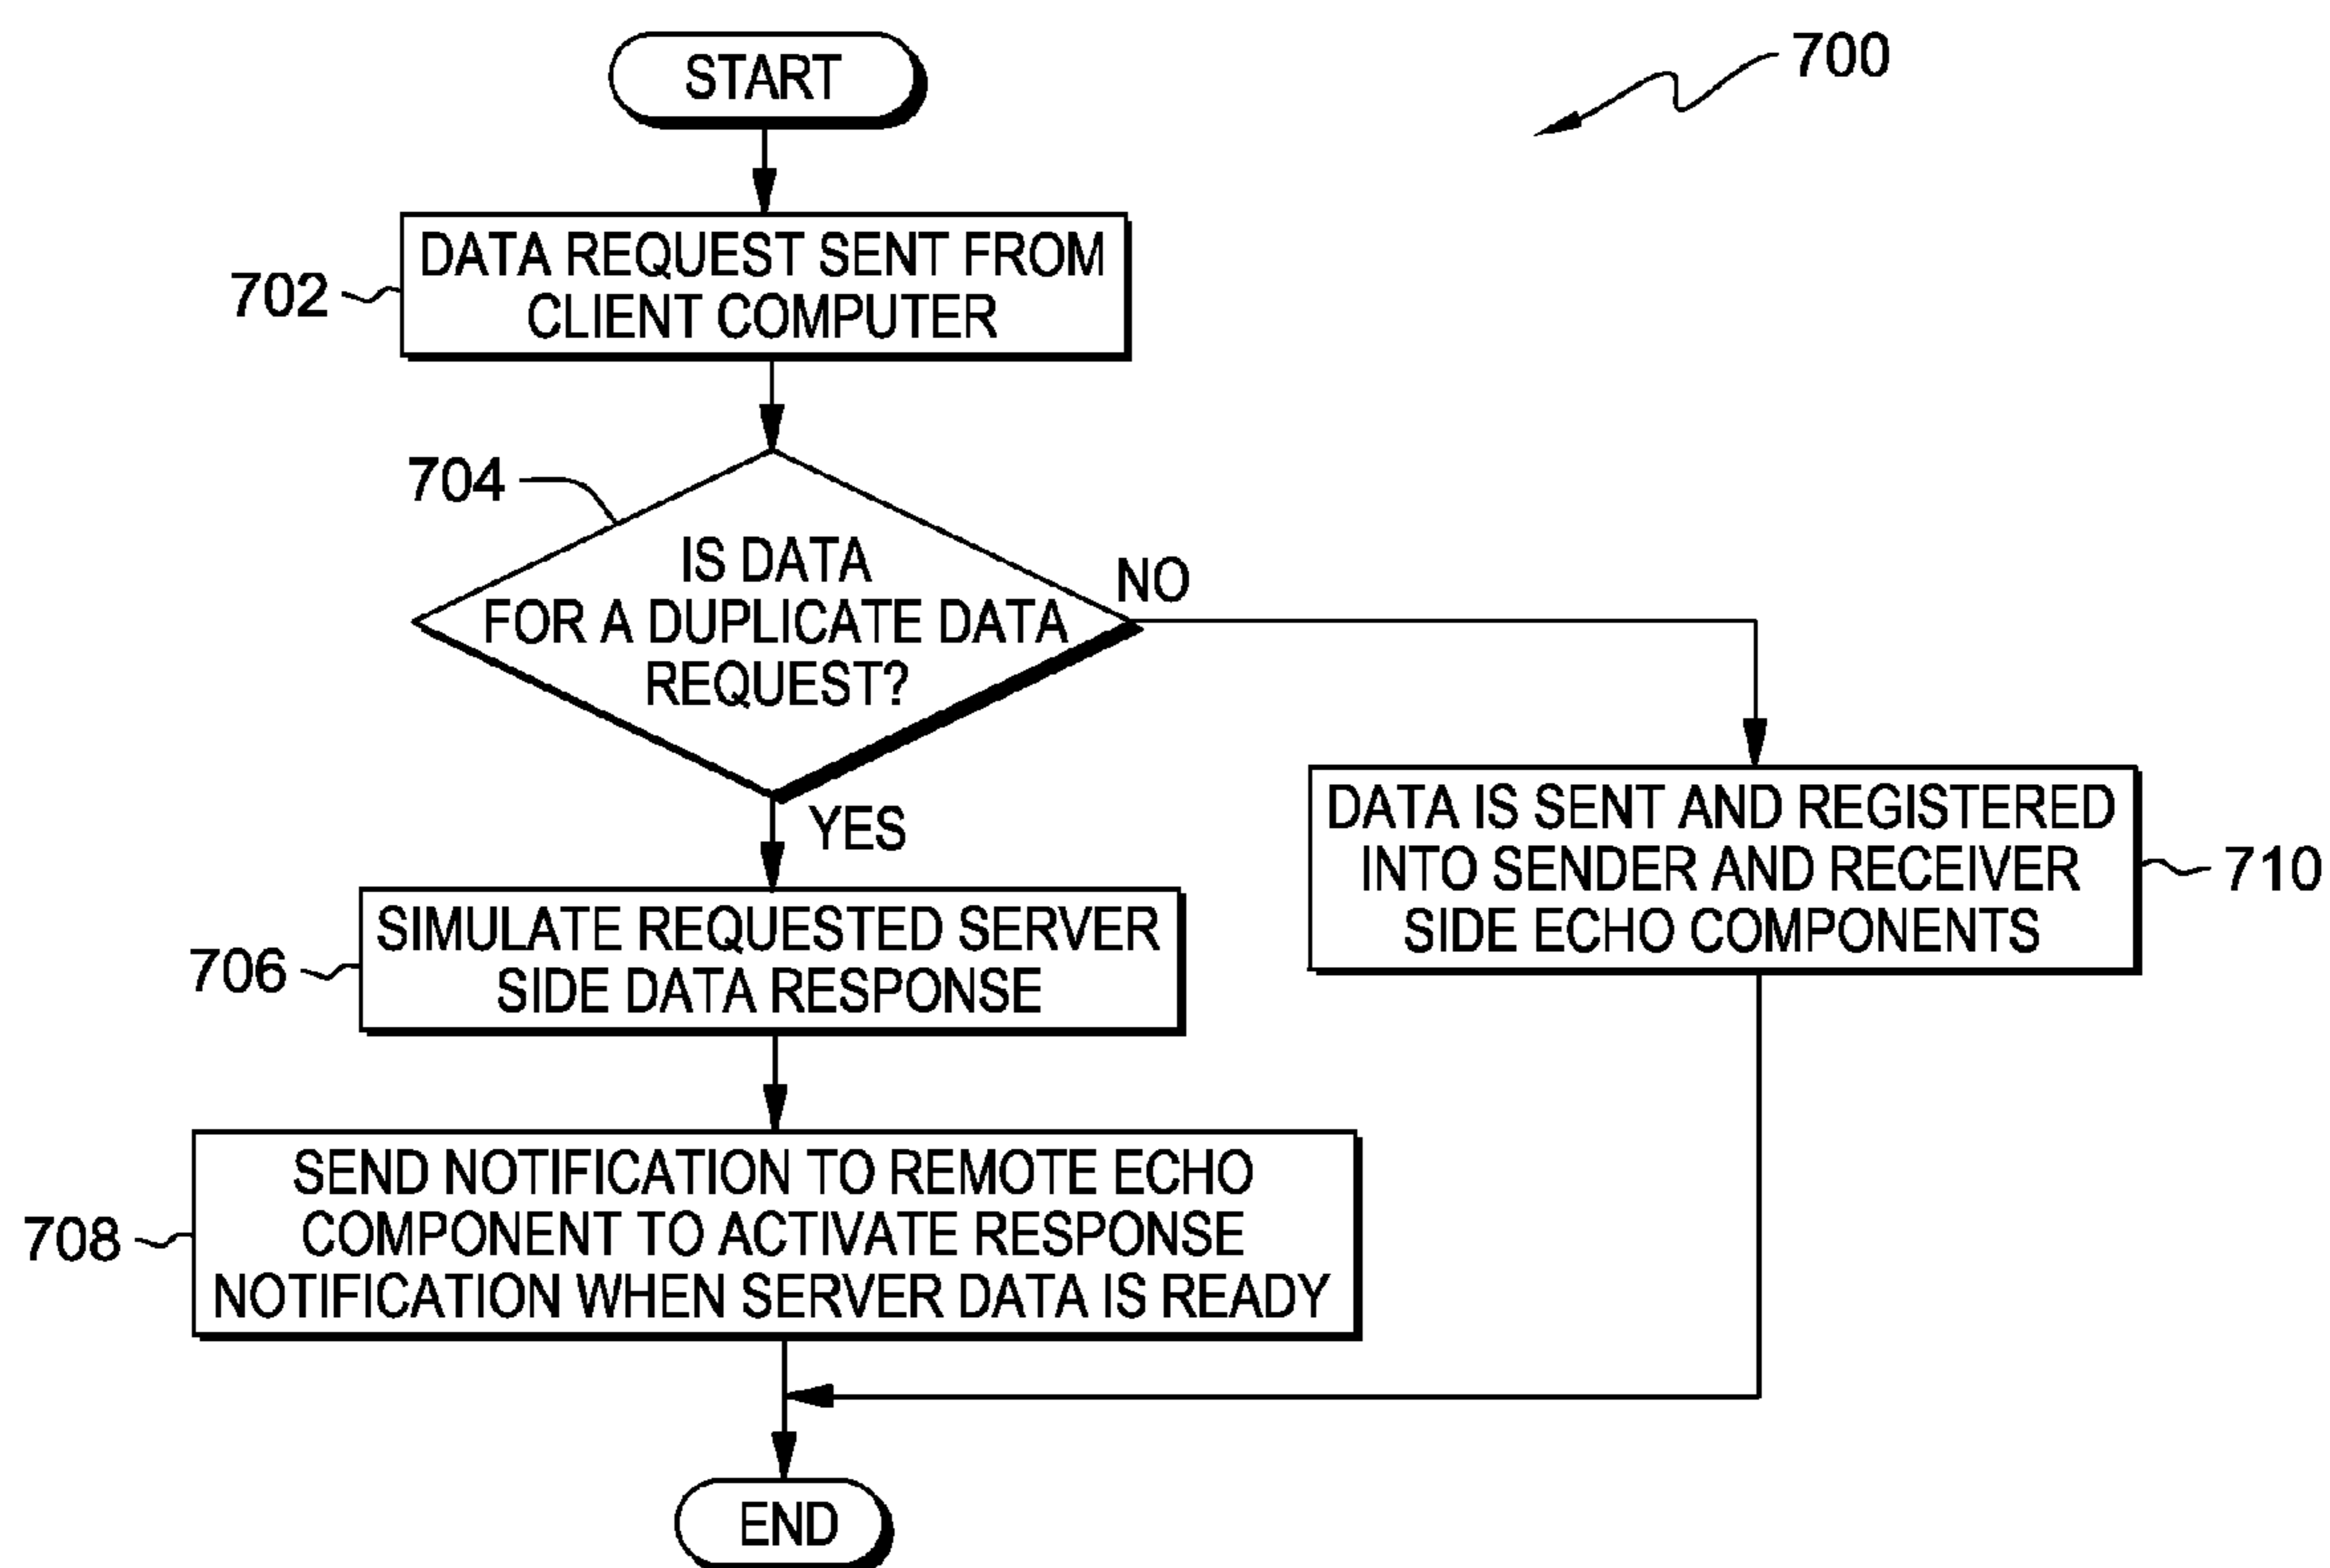 START
700
702
DATA REQUEST SENT FROM
CLIENT COMPUTER
704
IS DATA
FOR A DUPLICATE DATA
REQUEST?
NO
YES
706
SIMULATE REQUESTED SERVER
SIDE DATA RESPONSE
DATA IS SENT AND REGISTERED
INTO SENDER AND RECEIVER
SIDE ECHO COMPONENTS
710
708
SEND NOTIFICATION TO REMOTE ECHO
COMPONENT TO ACTIVATE RESPONSE
NOTIFICATION WHEN SERVER DATA IS READY
END